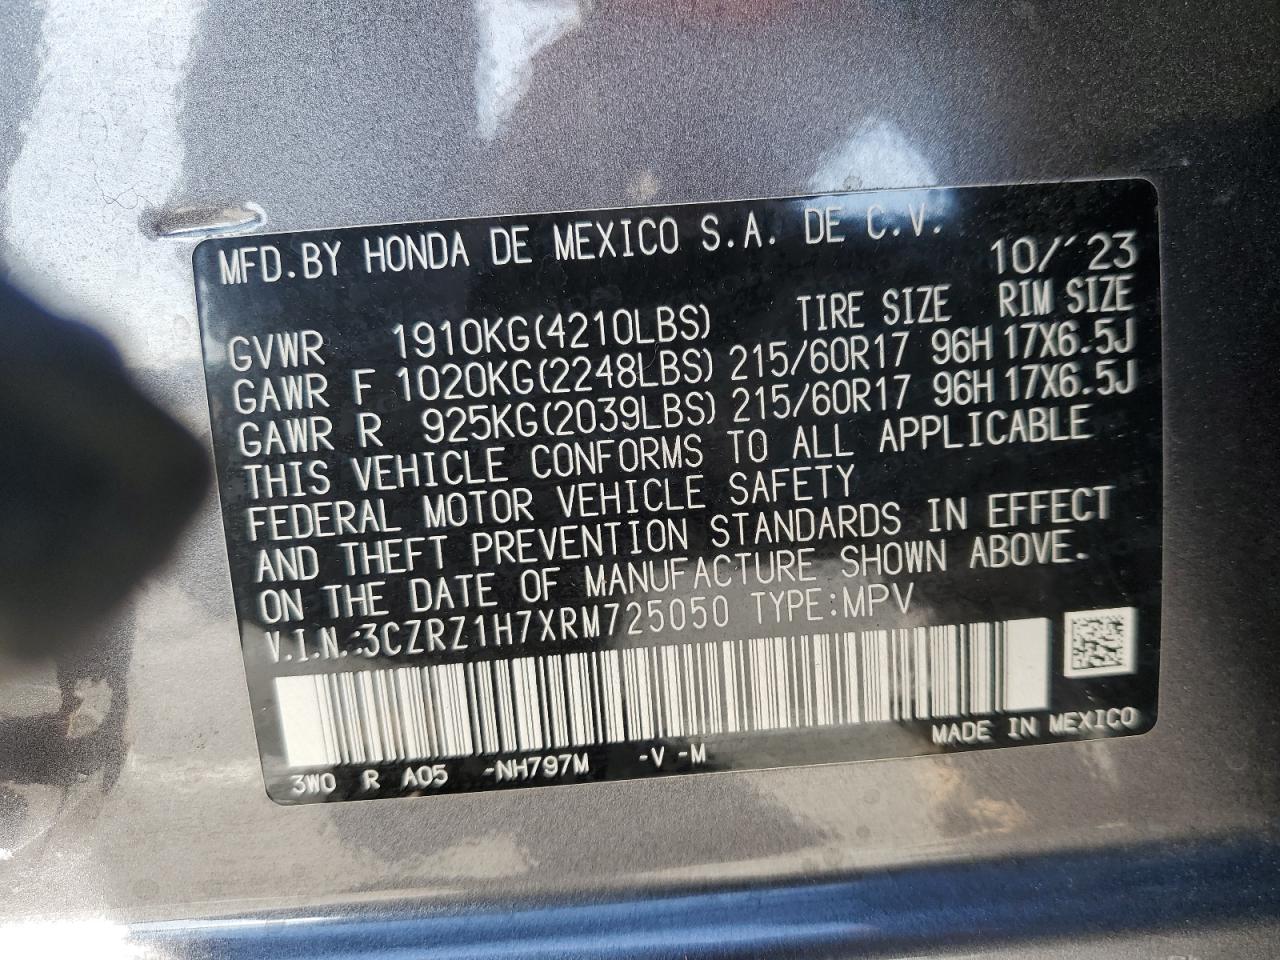 MFD.BY HONDA DE MEXICO S.A. DE C.V. 10/'23
GVWR 1910KG(4210LBS) TIRE SIZE RIM SIZE
GAWR F 1020KG(2248LBS) 215/60R17 96H 17X6.5J
GAWR R 925KG(2039LBS) 215/60R17 96H 17X6.5J
THIS VEHICLE CONFORMS TO ALL APPLICABLE
FEDERAL MOTOR VEHICLE SAFETY
AND THEFT PREVENTION STANDARDS IN EFFECT
ON THE DATE OF MANUFACTURE SHOWN ABOVE.
V.I.N.:3CZRZ1H7XRM725050 TYPE:MPV
3W0 R A05 -NH797M -V -M MADE IN MEXICO